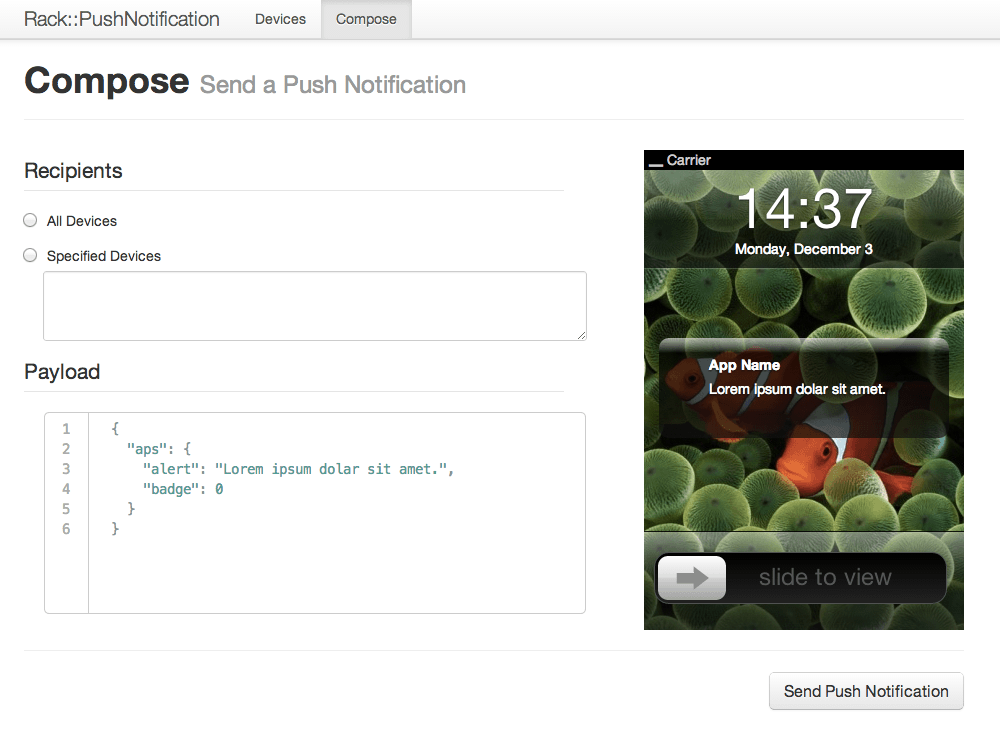 Rack::PushNotification Devices Compose
Compose Send a Push Notification
Recipients
All Devices
Specified Devices
Payload
1 {
2 "aps": {
3 "alert": "Lorem ipsum dolar sit amet.",
4 "badge": 0
5 }
6 }
Carrier
14:37
Monday, December 3
App Name
Lorem ipsum dolar sit amet.
slide to view
Send Push Notification